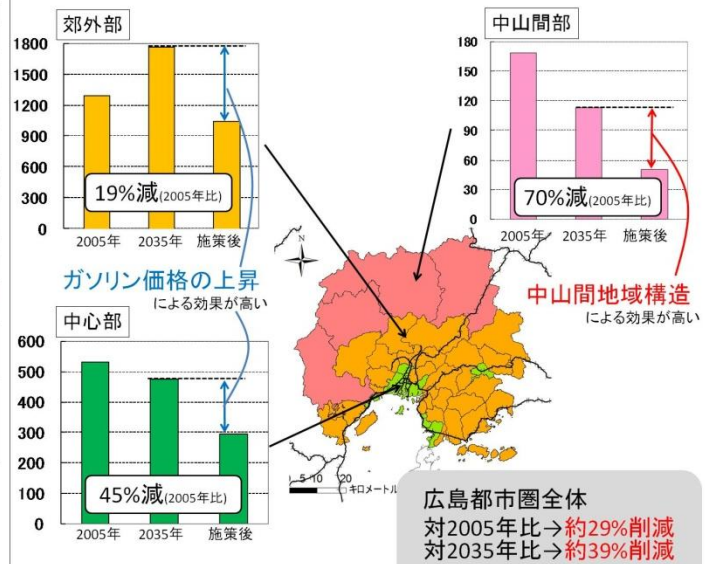 郊外部
1800
1500
1200
900
600
300
0
19%減(2005年比)
2005年 2035年 施策後
中山間部
180
150
120
90
60
30
0
70%減(2005年比)
2005年 2035年 施策後
ガソリン価格の上昇
による効果が高い
中山間地域構造
による効果が高い
中心部
600
500
400
300
200
100
0
45%減(2005年比)
2005年 2035年 施策後
N
5 10 20
キロメートル
広島都市圏全体
対2005年比→約29%削減
対2035年比→約39%削減